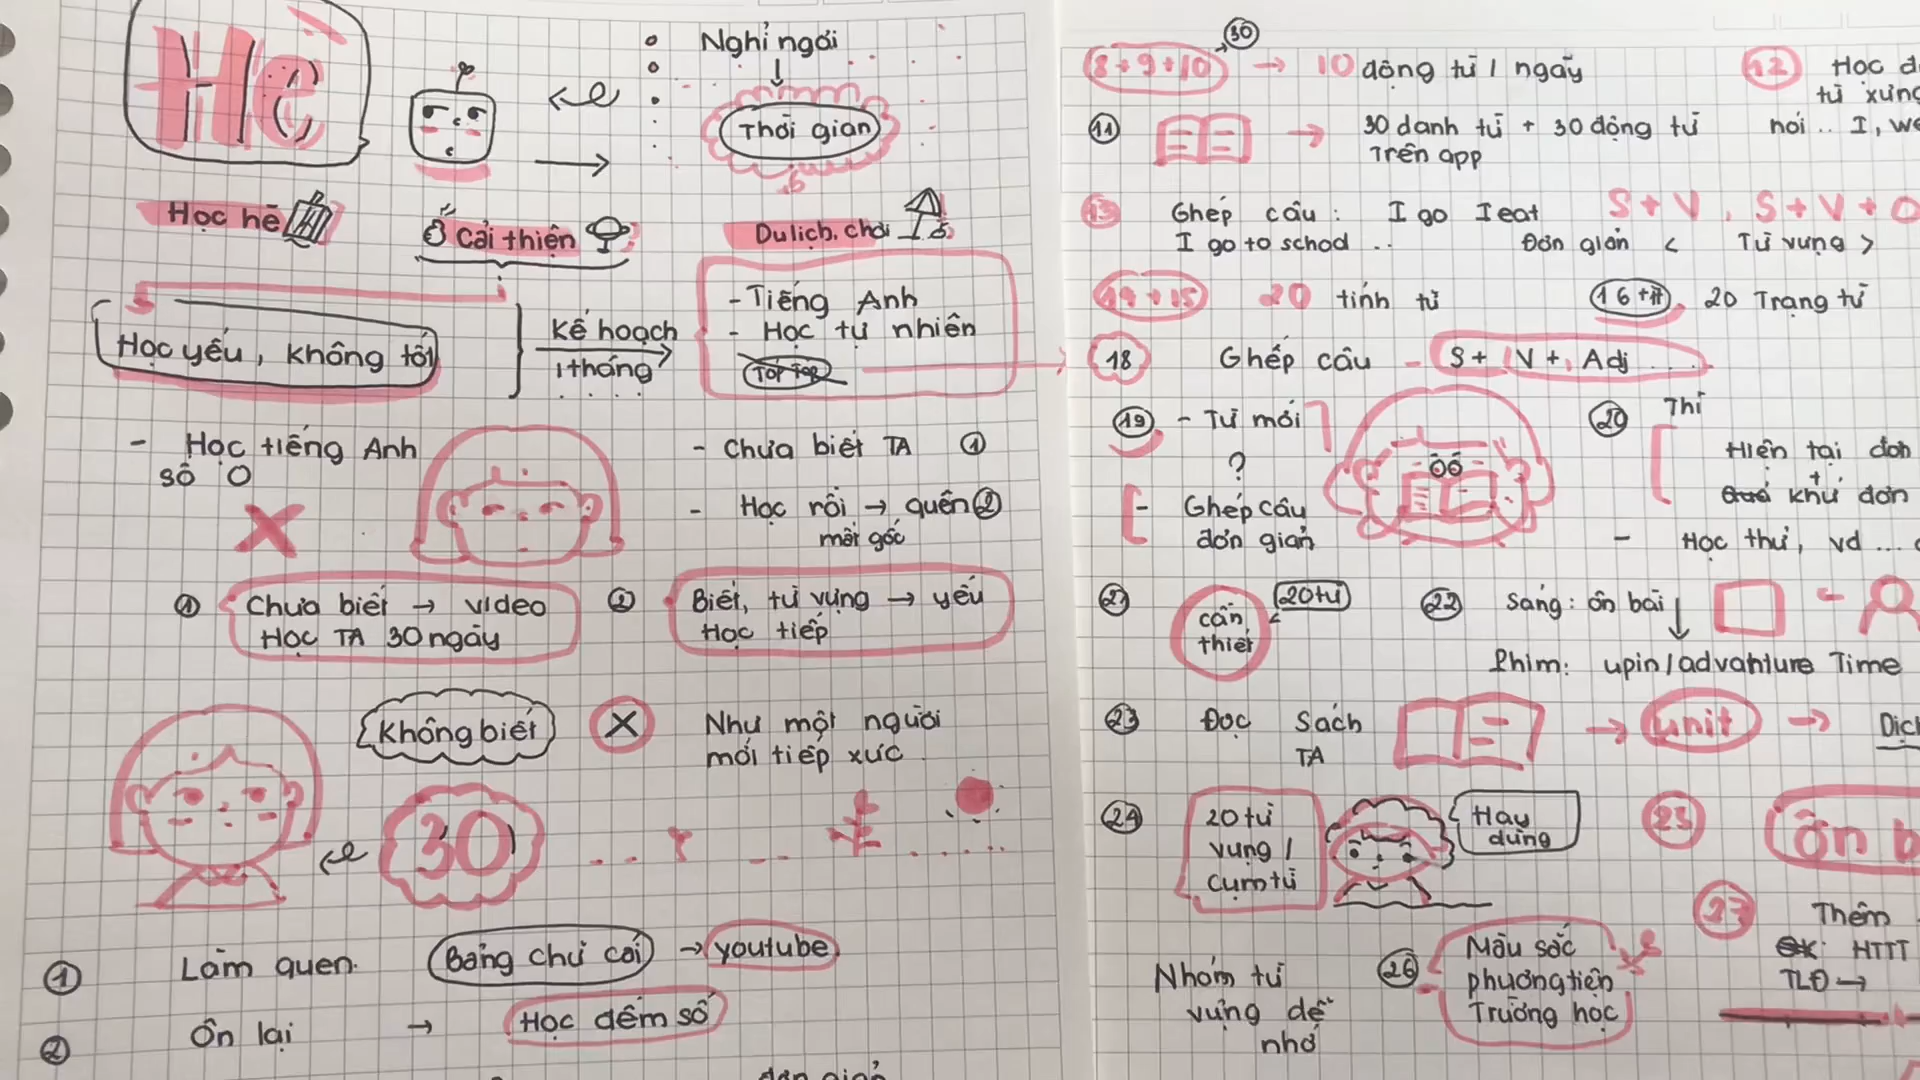 Hè
Nghỉ ngơi
Thời gian
Học hè
Cải thiện
Du lịch, chơi
Học yếu, không tốt
Kế hoạch
1 tháng
- Tiếng Anh
- Học tự nhiên
- Học tiếng Anh
số 0
- Chưa biết TA ①
- Học rồi → quên ②
mất gốc
① Chưa biết → video
Học TA 30 ngày
② Biết, từ vựng → yếu
Học tiếp
Không biết
X
Như một người
mới tiếp xúc
30
① Làm quen. Bảng chữ cái → youtube
② Ôn lại → Học đếm số
đơn giản
30
8+9+10 → 10 động từ / ngày
11 → 30 danh từ + 30 động từ
Trên app
12 Học đ
từ xưng
nói .. I, we
13 Ghép câu : I go I eat S+V, S+V+O
I go to school .. Đơn giản < Từ vựng >
14+15 20 tính từ
16+17 20 Trạng từ
18 Ghép câu - S+ V+, Adj ....
19 - Từ mới
?
- Ghép câu
đơn giản
ôô
20 Thì
Hiện tại đơn
+
khứ đơn
- Học thử, vd ...
21 cần
thiết
20 từ
22 Sáng: ôn bài ↓
Phim: upin/advahture Time
23 Đọc Sách
TA
→ unit → Dịch
24 20 từ
vựng /
Cụm từ
Hay
dùng
25 Ôn b
Nhóm từ
vựng dễ
nhớ
26 Màu sắc
phương tiện
Trường học
27 Thêm
HTTT
TLĐ →